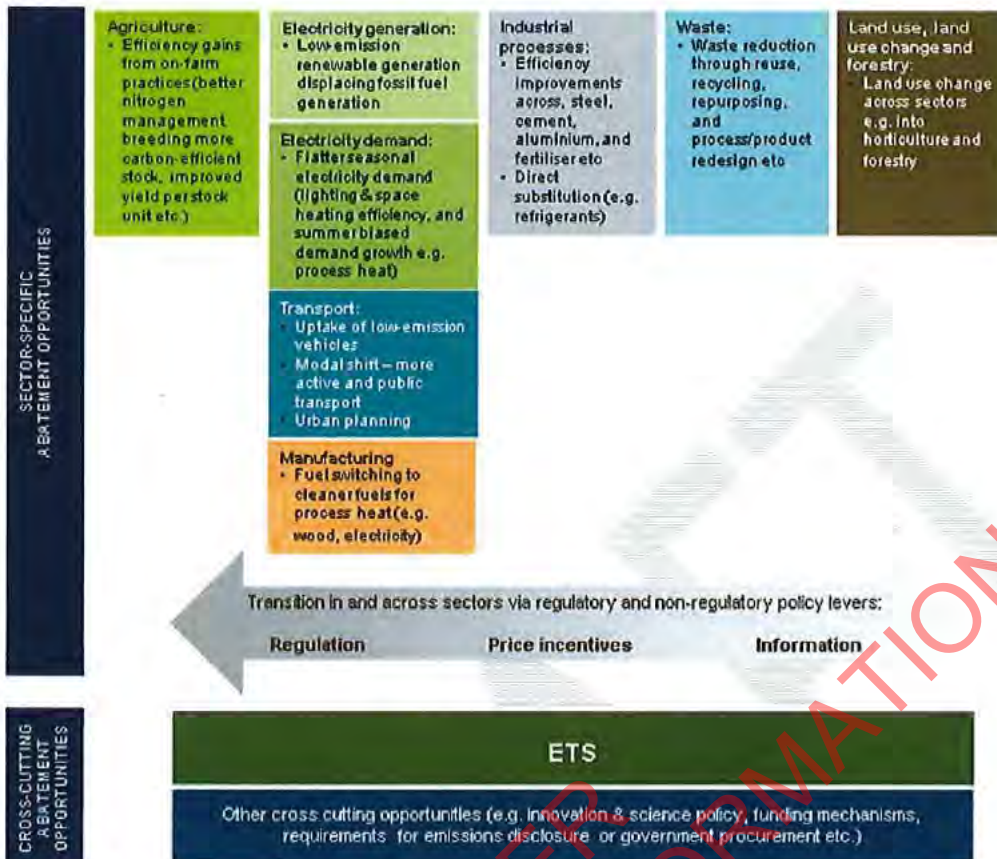 SECTOR-SPECIFIC
ABATEMENT OPPORTUNITIES
Agriculture:
• Efficiency gains
from on-farm
practices(better
nitrogen
management
breeding more
carbon-efficient
stock, improved
yield per stock
unit etc.)
Electricity generation:
• Low-emission
renewable generation
displacing fossil fuel
generation
Electricity demand:
• Flatter seasonal
electricity demand
(lighting & space
heating efficiency, and
summer biased
demand growth e.g.
process heat)
Transport:
• Uptake of low-emission
vehicles
• Modal shift – more
active and public
transport
• Urban planning
Manufacturing
• Fuel switching to
cleaner fuels for
process heat (e.g.
wood, electricity)
Industrial
processes:
• Efficiency
improvements
across, steel,
cement,
aluminium, and
fertiliser etc
• Direct
substitution (e.g.
refrigerants)
Waste:
• Waste reduction
through reuse,
recycling,
repurposing,
and
process/product
redesign etc
Land use, land
use change and
forestry:
• Land use change
across sectors
e.g. into
horticulture and
forestry
Transition in and across sectors via regulatory and non-regulatory policy levers:
Regulation Price incentives Information
CROSS-CUTTING
ABATEMENT
OPPORTUNITIES
ETS
Other cross cutting opportunities (e.g. innovation & science policy, funding mechanisms,
requirements for emissions disclosure or government procurement etc.)